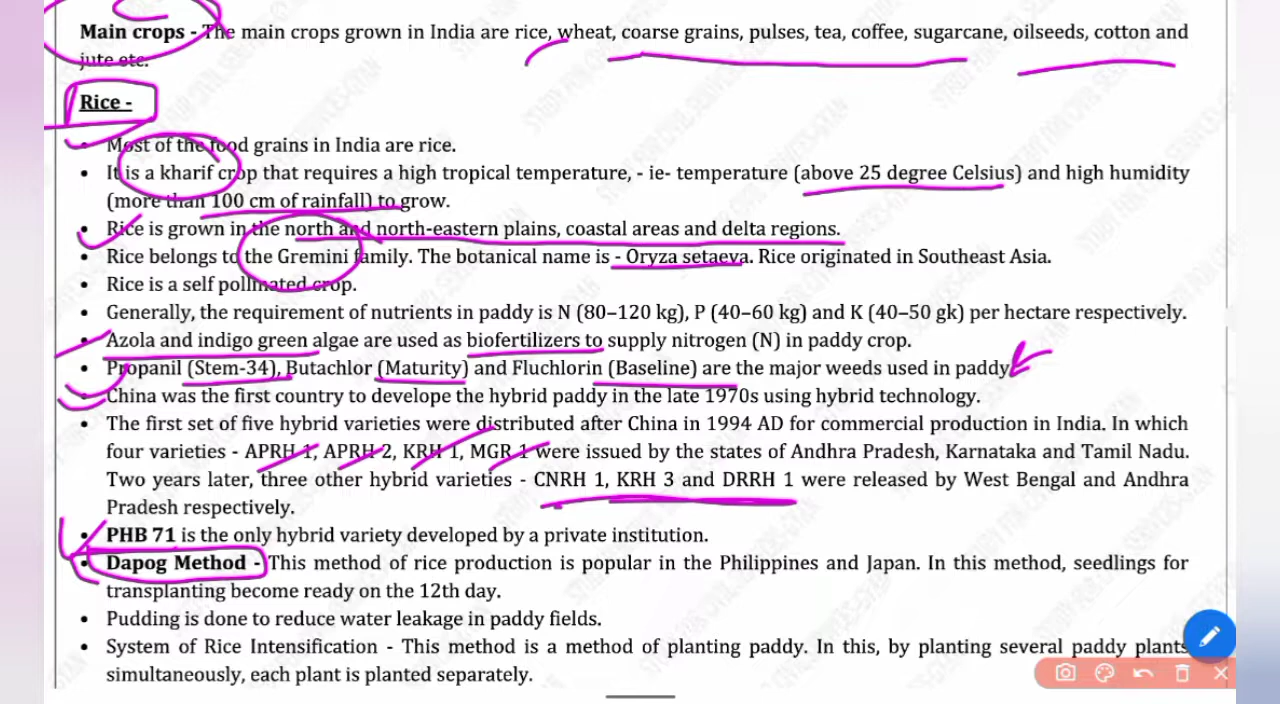 Main crops - The main crops grown in India are rice, wheat, coarse grains, pulses, tea, coffee, sugarcane, oilseeds, cotton and
jute etc.
Rice -
• Most of the food grains in India are rice.
• It is a kharif crop that requires a high tropical temperature, - ie- temperature (above 25 degree Celsius) and high humidity
(more than 100 cm of rainfall) to grow.
• Rice is grown in the north and north-eastern plains, coastal areas and delta regions.
• Rice belongs to the Gremini family. The botanical name is - Oryza setaeva. Rice originated in Southeast Asia.
• Rice is a self pollinated crop.
• Generally, the requirement of nutrients in paddy is N (80–120 kg), P (40–60 kg) and K (40–50 gk) per hectare respectively.
• Azola and indigo green algae are used as biofertilizers to supply nitrogen (N) in paddy crop.
• Propanil (Stem-34), Butachlor (Maturity) and Fluchlorin (Baseline) are the major weeds used in paddy
• China was the first country to develope the hybrid paddy in the late 1970s using hybrid technology.
• The first set of five hybrid varieties were distributed after China in 1994 AD for commercial production in India. In which
four varieties - APRH 1, APRH 2, KRH 1, MGR 1 were issued by the states of Andhra Pradesh, Karnataka and Tamil Nadu.
Two years later, three other hybrid varieties - CNRH 1, KRH 3 and DRRH 1 were released by West Bengal and Andhra
Pradesh respectively.
• PHB 71 is the only hybrid variety developed by a private institution.
• Dapog Method - This method of rice production is popular in the Philippines and Japan. In this method, seedlings for
transplanting become ready on the 12th day.
• Pudding is done to reduce water leakage in paddy fields.
• System of Rice Intensification - This method is a method of planting paddy. In this, by planting several paddy plants
simultaneously, each plant is planted separately.